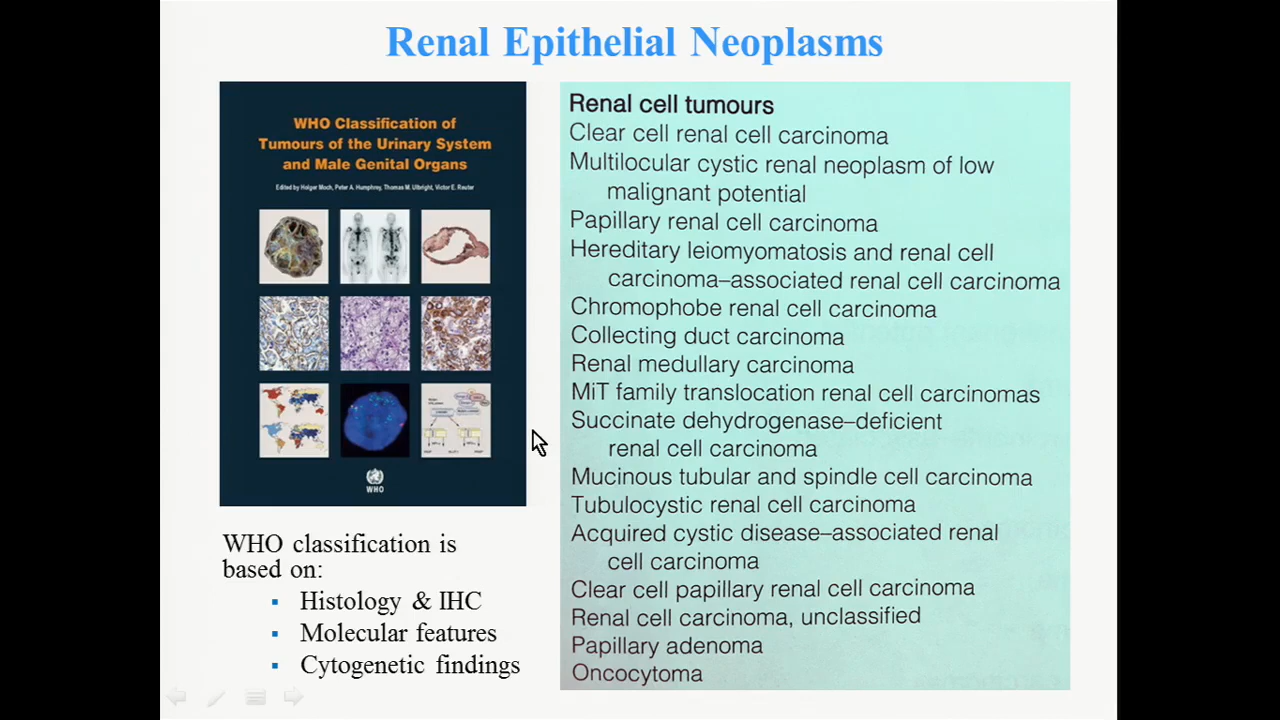 Renal Epithelial Neoplasms
WHO Classification of
Tumours of the Urinary System
and Male Genital Organs
Edited by Holger Moch, Peter A. Humphrey, Thomas M. Ulbright, Victor E. Reuter
WHO
WHO classification is
based on:
▪ Histology & IHC
▪ Molecular features
▪ Cytogenetic findings
Renal cell tumours
Clear cell renal cell carcinoma
Multilocular cystic renal neoplasm of low
malignant potential
Papillary renal cell carcinoma
Hereditary leiomyomatosis and renal cell
carcinoma–associated renal cell carcinoma
Chromophobe renal cell carcinoma
Collecting duct carcinoma
Renal medullary carcinoma
MiT family translocation renal cell carcinomas
Succinate dehydrogenase–deficient
renal cell carcinoma
Mucinous tubular and spindle cell carcinoma
Tubulocystic renal cell carcinoma
Acquired cystic disease–associated renal
cell carcinoma
Clear cell papillary renal cell carcinoma
Renal cell carcinoma, unclassified
Papillary adenoma
Oncocytoma